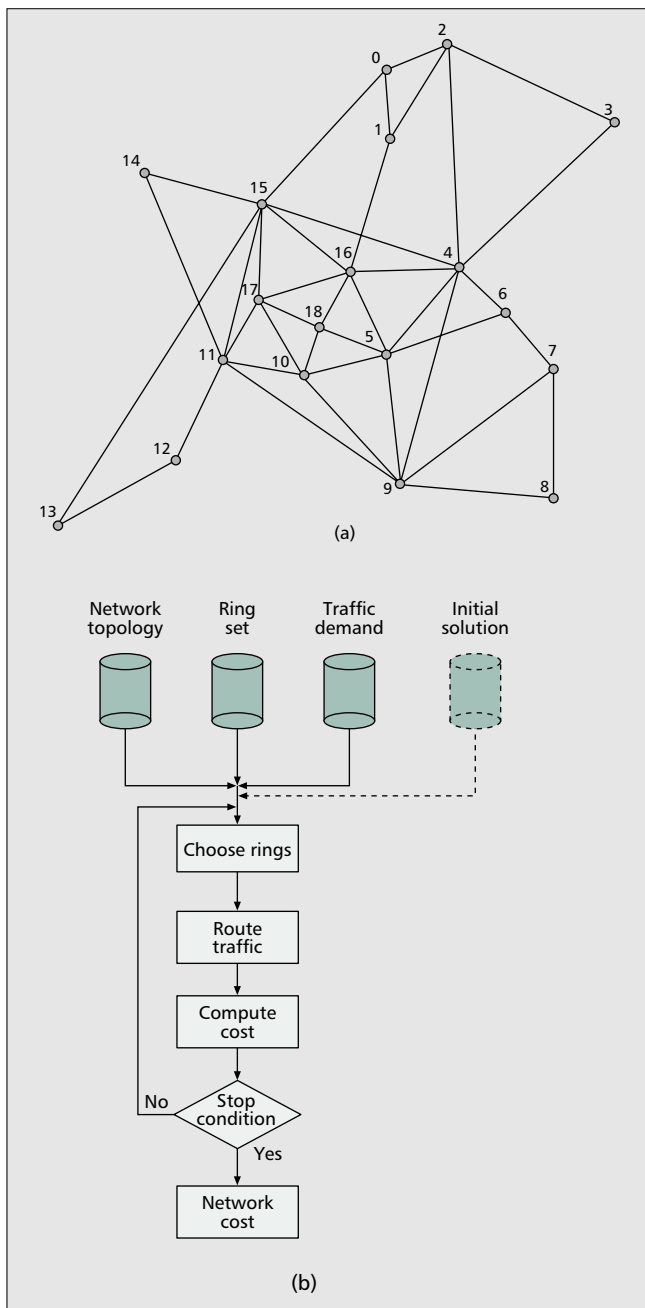 2
0
3
1
14
15
16
4
17
6
18
5
7
11
10
12
9
8
13
(a)
Network
topology
Ring
set
Traffic
demand
Initial
solution
Choose rings
Route
traffic
Compute
cost
No
Stop
condition
Yes
Network
cost
(b)